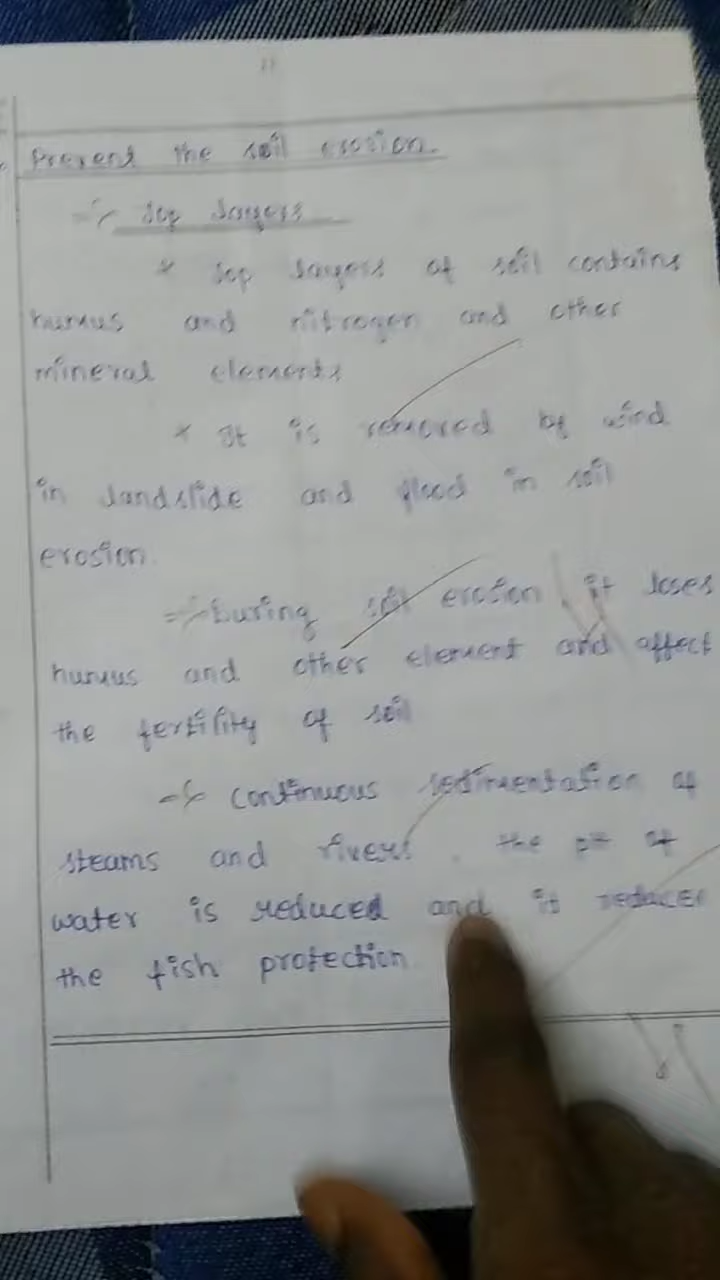 Prevent the soil erosion.
=> Top Layers
* Top Layers of soil contains
humus and nitrogen and other
mineral elements
* It is removed by wind
in landslide and flood in soil
erosion.
=> During soil erosion it loses
humus and other element and affect
the fertility of soil
=> Continuous sedimentation of
steams and rivers. the pH of
water is reduced and it reduces
the fish protection.